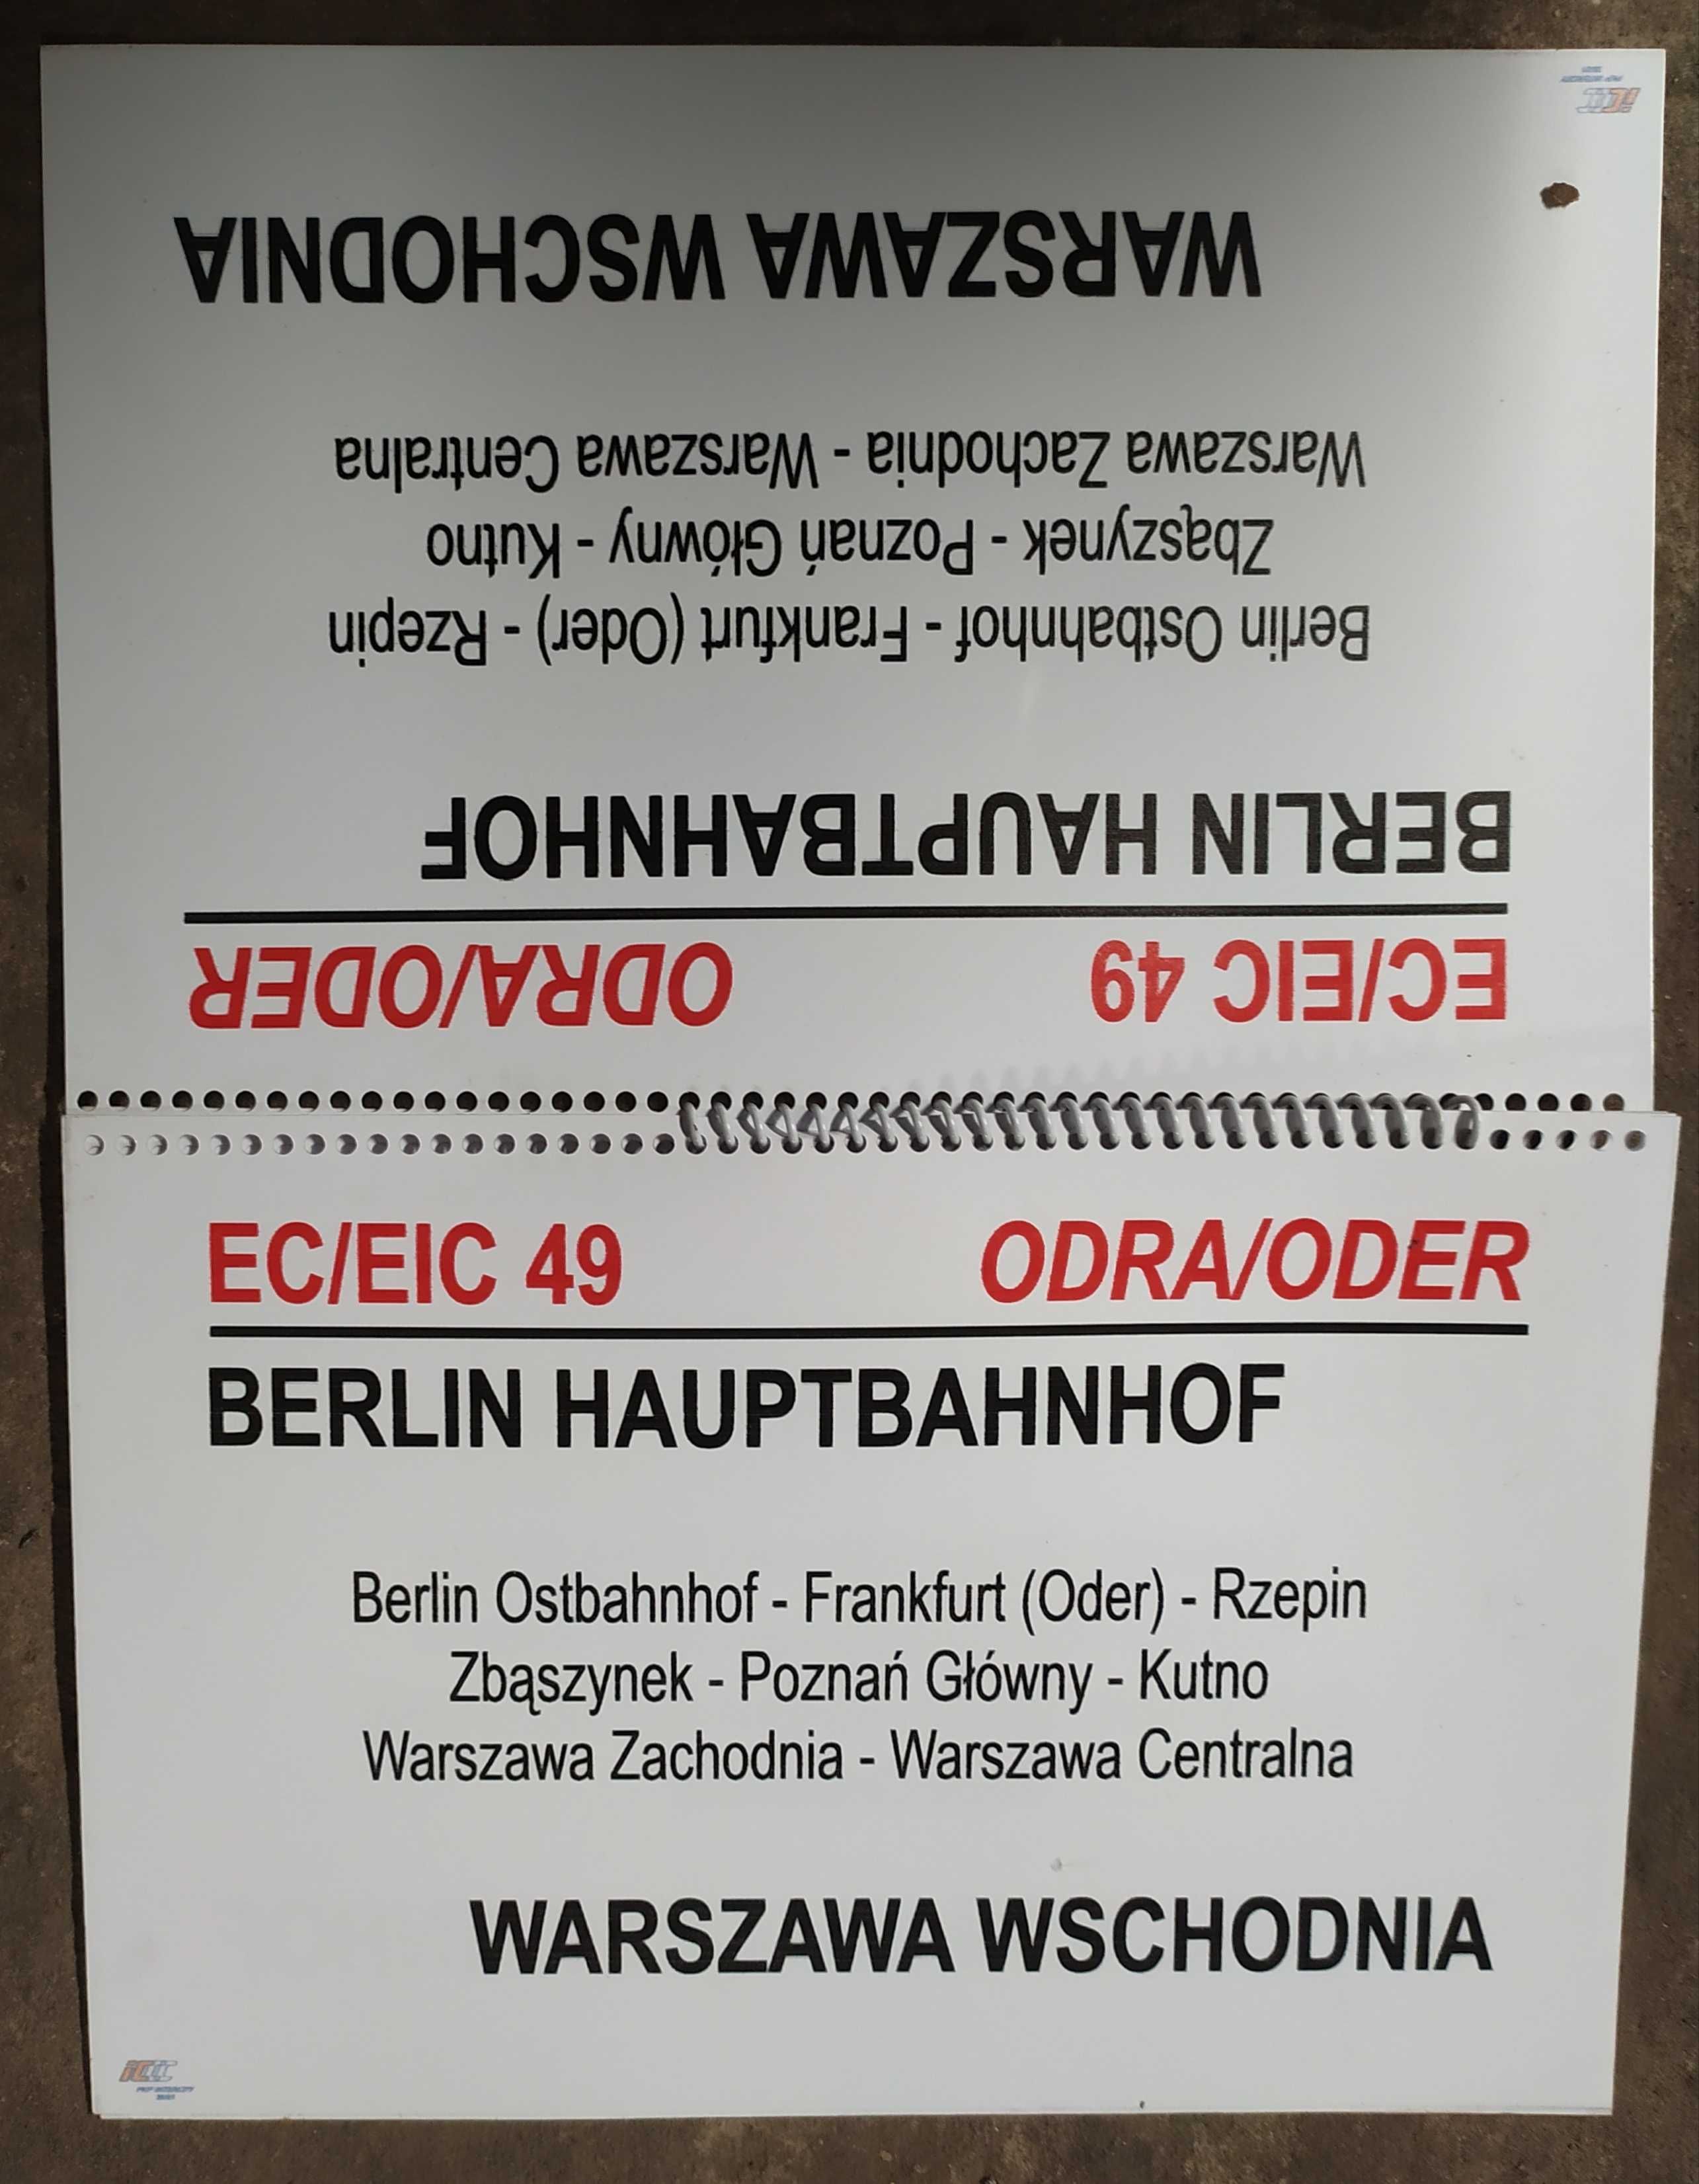 WARSZAWA WSCHODNIA
Warszawa Zachodnia - Warszawa Centralna
Zbąszynek - Poznań Główny - Kutno
Berlin Ostbahnhof - Frankfurt (Oder) - Rzepin
BERLIN HAUPTBAHNHOF
EC/EIC 49 ODRA/ODER
EC/EIC 49 ODRA/ODER
BERLIN HAUPTBAHNHOF
Berlin Ostbahnhof - Frankfurt (Oder) - Rzepin
Zbąszynek - Poznań Główny - Kutno
Warszawa Zachodnia - Warszawa Centralna
WARSZAWA WSCHODNIA